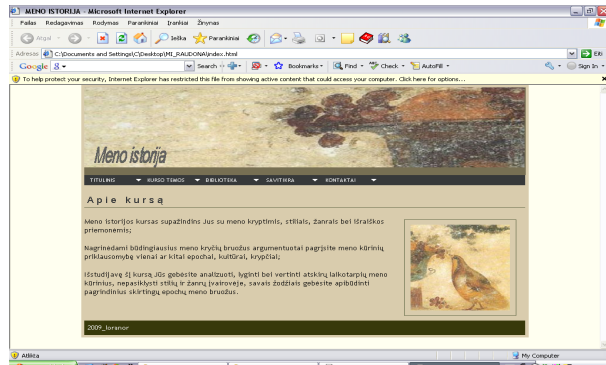 MENO ISTORIJA - Microsoft Internet Explorer
Failas Redagavimas Rodymas Parankiniai Įrankiai Žinynas
Atgal Ieška Parankiniai
Adresas C:\Documents and Settings\C\Desktop\MI_RAUDONA\index.html Eiti
Google Search Bookmarks Find Check AutoFill Sign In
To help protect your security, Internet Explorer has restricted this file from showing active content that could access your computer. Click here for options...
Meno istorija
TITULINIS KURSO TEMOS BIBLIOTEKA SAVITIKRA KONTAKTAI
Apie kursą
Meno istorijos kursas supažindins Jus su meno kryptimis, stiliais, žanrais bei išraiškos
priemonėmis;
Nagrinėdami būdingiausius meno krypčių bruožus argumentuotai pagrįsite meno kūrinių
priklausomybę vienai ar kitai epochai, kultūrai, krypčiai;
Išstudijavę šį kursą Jūs gebėsite analizuoti, lyginti bei vertinti atskirų laikotarpių meno
kūrinius, nepasiklysti stilių ir žanrų įvairovėje, savais žodžiais gebėsite apibūdinti
pagrindinius skirtingų epochų meno bruožus.
2009_loranor
Atlikta My Computer